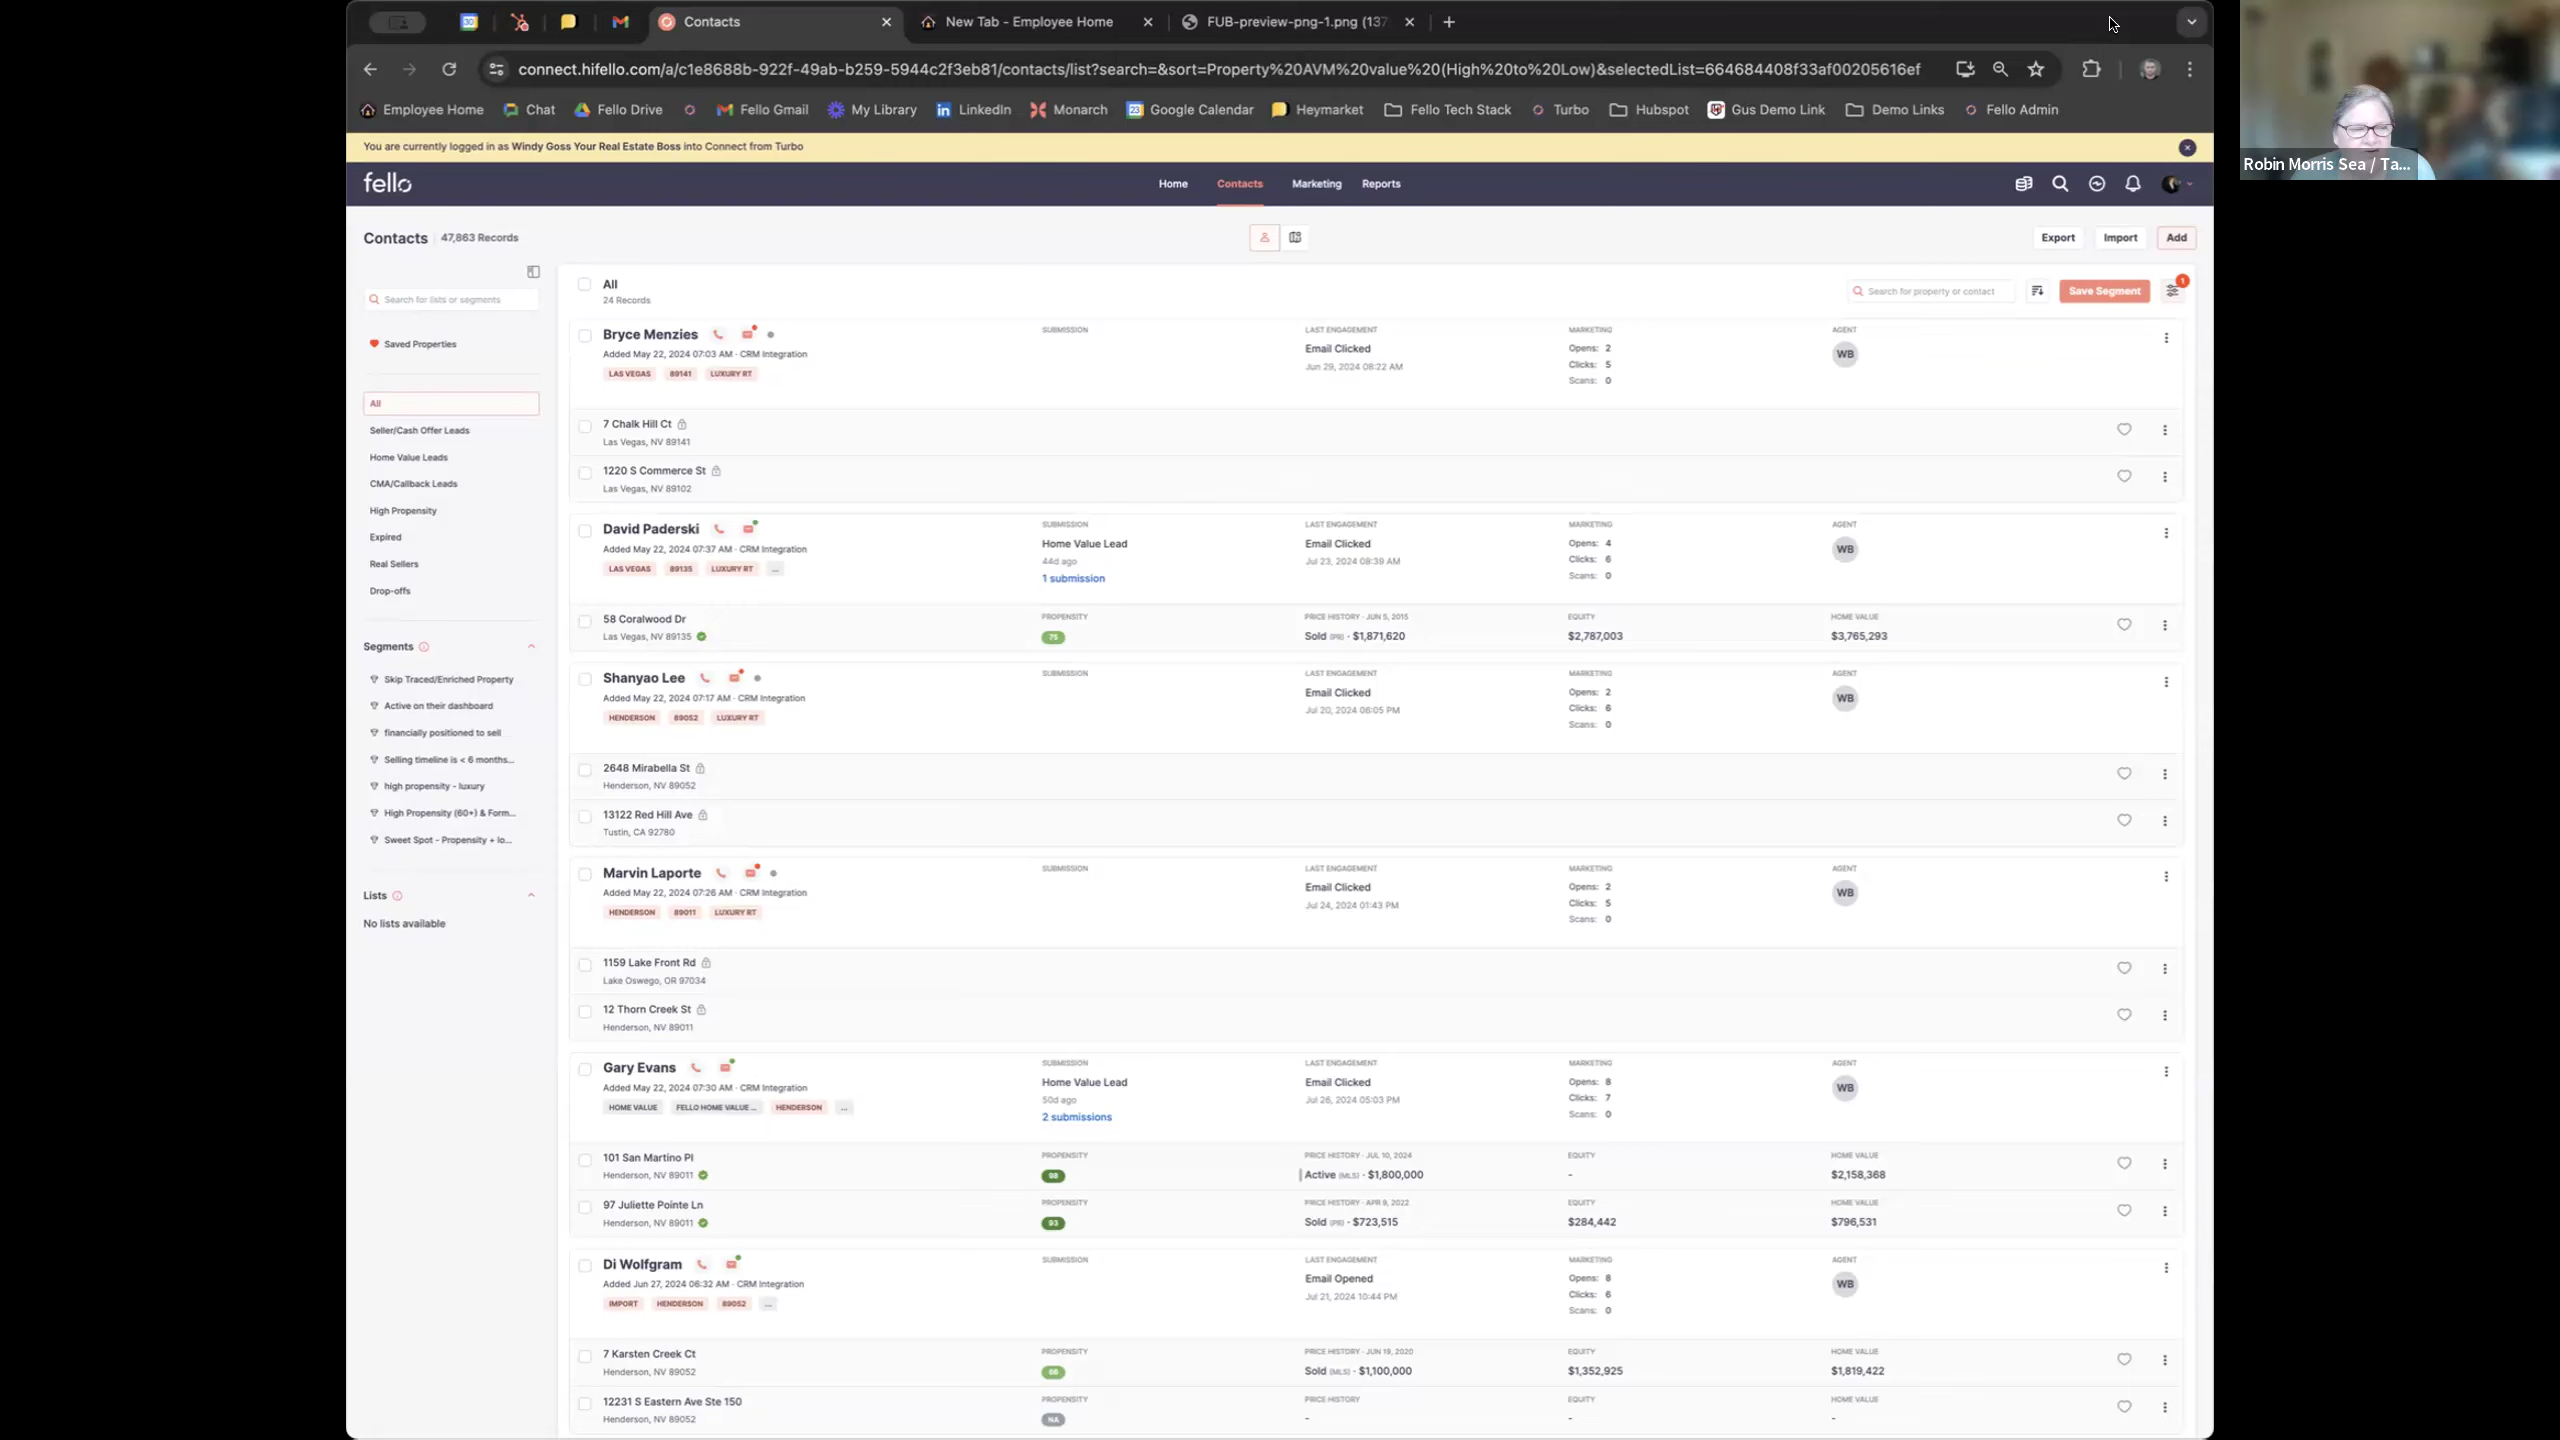 Contacts
New Tab - Employee Home
FUB-preview-png-1.png (137
connect.hifello.com/a/c1e8688b-922f-49ab-b259-5944c2f3eb81/contacts/list?search=&sort=Property%20AVM%20value%20(High%20to%20Low)&selectedList=664684408f33af00205616ef
Employee Home Chat Fello Drive Fello Gmail My Library LinkedIn Monarch Google Calendar Heymarket Fello Tech Stack Turbo Hubspot Gus Demo Link Demo Links Fello Admin
You are currently logged in as Windy Goss Your Real Estate Boss into Connect from Turbo
Robin Morris Sea / Ta...
fello
Home Contacts Marketing Reports
Contacts 47,863 Records
Export Import Add
Search for lists or segments
Saved Properties
All
Seller/Cash Offer Leads
Home Value Leads
CMA/Callback Leads
High Propensity
Expired
Real Sellers
Drop-offs
Segments
Skip Traced/Enriched Property
Active on their dashboard
financially positioned to sell
Selling timeline is < 6 months...
high propensity - luxury
High Propensity (60+) & Form...
Sweet Spot - Propensity + lo...
Lists
No lists available
All
24 Records
Search for property or contact
Save Segment
1
Bryce Menzies
Added May 22, 2024 07:03 AM · CRM Integration
LAS VEGAS 89141 LUXURY RT
SUBMISSION
LAST ENGAGEMENT
Email Clicked
Jun 29, 2024 08:22 AM
MARKETING
Opens: 2
Clicks: 5
Scans: 0
AGENT
WB
7 Chalk Hill Ct
Las Vegas, NV 89141
1220 S Commerce St
Las Vegas, NV 89102
David Paderski
Added May 22, 2024 07:37 AM · CRM Integration
LAS VEGAS 89135 LUXURY RT ...
SUBMISSION
Home Value Lead
44d ago
1 submission
LAST ENGAGEMENT
Email Clicked
Jul 23, 2024 08:39 AM
MARKETING
Opens: 4
Clicks: 6
Scans: 0
AGENT
WB
58 Coralwood Dr
Las Vegas, NV 89135
PROPENSITY
75
PRICE HISTORY · JUN 5, 2015
Sold (PR) · $1,871,620
EQUITY
$2,787,003
HOME VALUE
$3,765,293
Shanyao Lee
Added May 22, 2024 07:17 AM · CRM Integration
HENDERSON 89052 LUXURY RT
SUBMISSION
LAST ENGAGEMENT
Email Clicked
Jul 20, 2024 06:05 PM
MARKETING
Opens: 2
Clicks: 6
Scans: 0
AGENT
WB
2648 Mirabella St
Henderson, NV 89052
13122 Red Hill Ave
Tustin, CA 92780
Marvin Laporte
Added May 22, 2024 07:26 AM · CRM Integration
HENDERSON 89011 LUXURY RT
SUBMISSION
LAST ENGAGEMENT
Email Clicked
Jul 24, 2024 01:43 PM
MARKETING
Opens: 2
Clicks: 5
Scans: 0
AGENT
WB
1159 Lake Front Rd
Lake Oswego, OR 97034
12 Thorn Creek St
Henderson, NV 89011
Gary Evans
Added May 22, 2024 07:30 AM · CRM Integration
HOME VALUE FELLO HOME VALUE ... HENDERSON ...
SUBMISSION
Home Value Lead
50d ago
2 submissions
LAST ENGAGEMENT
Email Clicked
Jul 26, 2024 05:03 PM
MARKETING
Opens: 8
Clicks: 7
Scans: 0
AGENT
WB
101 San Martino Pl
Henderson, NV 89011
PROPENSITY
98
PRICE HISTORY · JUL 10, 2024
Active (MLS) · $1,800,000
EQUITY
-
HOME VALUE
$2,158,368
97 Juliette Pointe Ln
Henderson, NV 89011
PROPENSITY
93
PRICE HISTORY · APR 9, 2022
Sold (PR) · $723,515
EQUITY
$284,442
HOME VALUE
$796,531
Di Wolfgram
Added Jun 27, 2024 06:32 AM · CRM Integration
IMPORT HENDERSON 89052 ...
SUBMISSION
LAST ENGAGEMENT
Email Opened
Jul 21, 2024 10:44 PM
MARKETING
Opens: 8
Clicks: 6
Scans: 0
AGENT
WB
7 Karsten Creek Ct
Henderson, NV 89052
PROPENSITY
PRICE HISTORY · JUN 19, 2020
Sold (MLS) · $1,100,000
EQUITY
$1,352,925
HOME VALUE
$1,819,422
12231 S Eastern Ave Ste 150
Henderson, NV 89052
PROPENSITY
NA
PRICE HISTORY
-
EQUITY
-
HOME VALUE
-